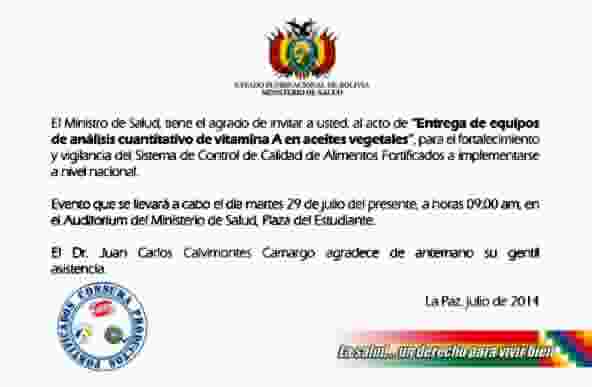 ESTADO PLURINACIONAL DE BOLIVIA
MINISTERIO DE SALUD
El Ministro de Salud, tiene el agrado de invitar a usted, al acto de "Entrega de equipos
de análisis cuantitativo de vitamina A en aceites vegetales", para el fortalecimiento
y vigilancia del Sistema de Control de Calidad de Alimentos Fortificados a implementarse
a nivel nacional.
Evento que se llevará a cabo el día martes 29 de julio del presente, a horas 09:00 am, en
el Auditorium del Ministerio de Salud, Plaza del Estudiante.
El Dr. Juan Carlos Calvimontes Camargo agradece de antemano su gentil
asistencia.
La Paz, julio de 2014
CONSUMA PRODUCTOS FORTIFICADOS
La salud... un derecho para vivir bien